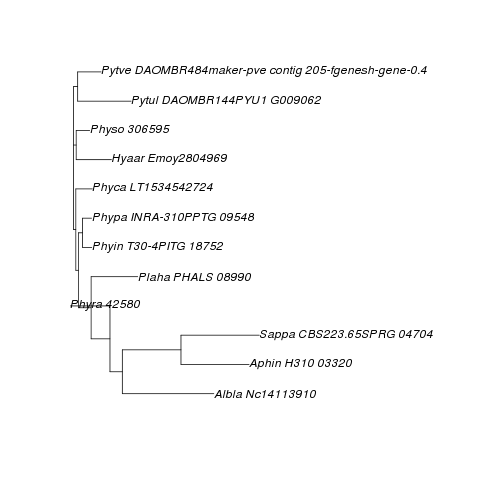 Pytve DAOMBR484maker-pve contig 205-fgenesh-gene-0.4
Pytul DAOMBR144PYU1 G009062
Physo 306595
Hyaar Emoy2804969
Phyca LT1534542724
Phypa INRA-310PPTG 09548
Phyin T30-4PITG 18752
Plaha PHALS 08990
Phyra 42580
Sappa CBS223.65SPRG 04704
Aphin H310 03320
Albla Nc14113910